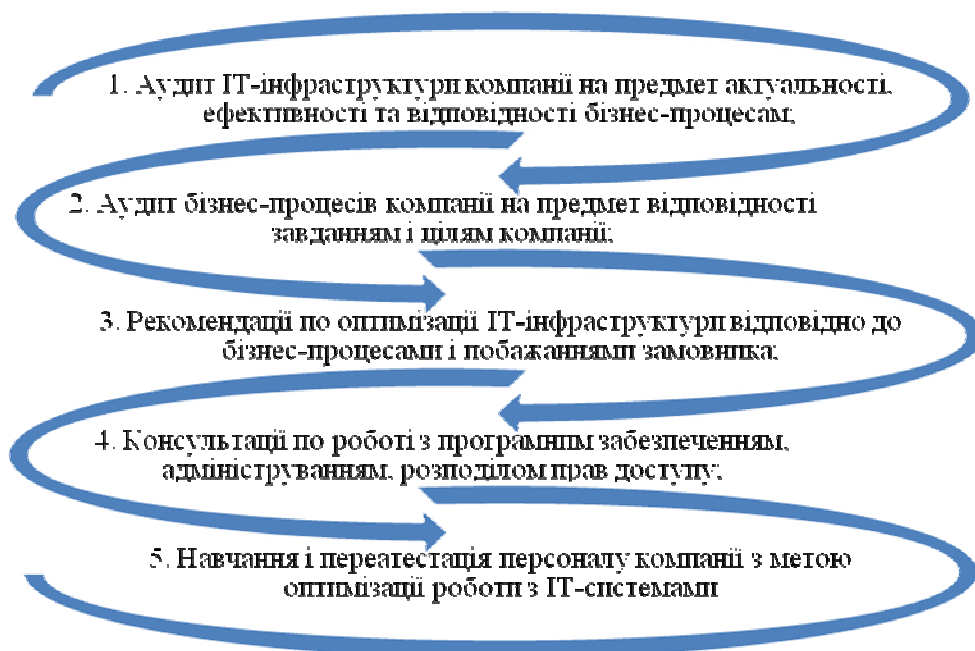 1. Аудит ІТ-інфраструктури компанії на предмет актуальності,
ефективності та відповідності бізнес-процесам;
2. Аудит бізнес-процесів компанії на предмет відповідності
завданням і цілям компанії;
3. Рекомендації по оптимізації ІТ-інфраструктури відповідно до
бізнес-процесами і побажаннями замовника;
4. Консультації по роботі з програмним забезпеченням,
адмініструванням, розподілом прав доступу;
5. Навчання і переатестація персоналу компанії з метою
оптимізації роботи з ІТ-системами